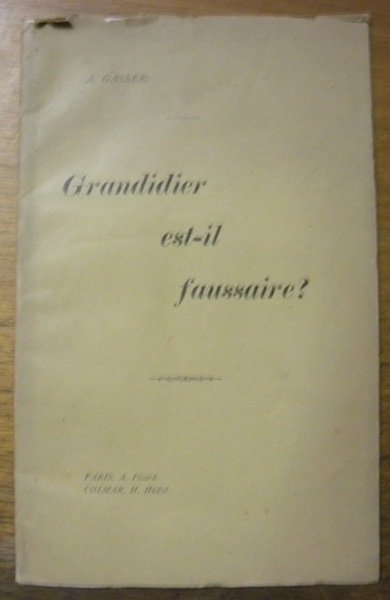 A. GASSER.
Grandidier
est-il
faussaire?
PARIS, A. Picard.
COLMAR, H. Hüffel.